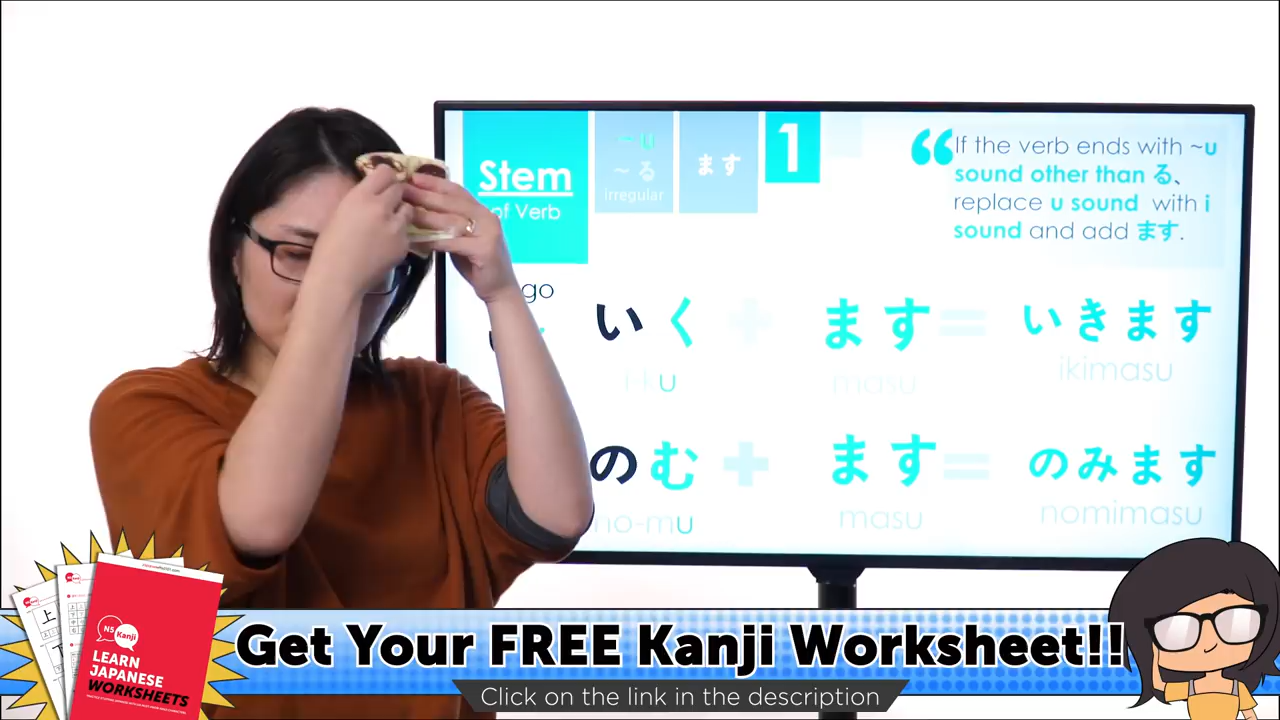 Stem
of Verb
~u
~る
irregular
ます
1
“If the verb ends with ~u
sound other than る、
replace u sound with i
sound and add ます.
go
いく + ます = いきます
i-ku masu ikimasu
のむ + ます = のみます
no-mu masu nomimasu
上
N5 Kanji
LEARN
JAPANESE
WORKSHEETS
Get Your FREE Kanji Worksheet!!
Click on the link in the description